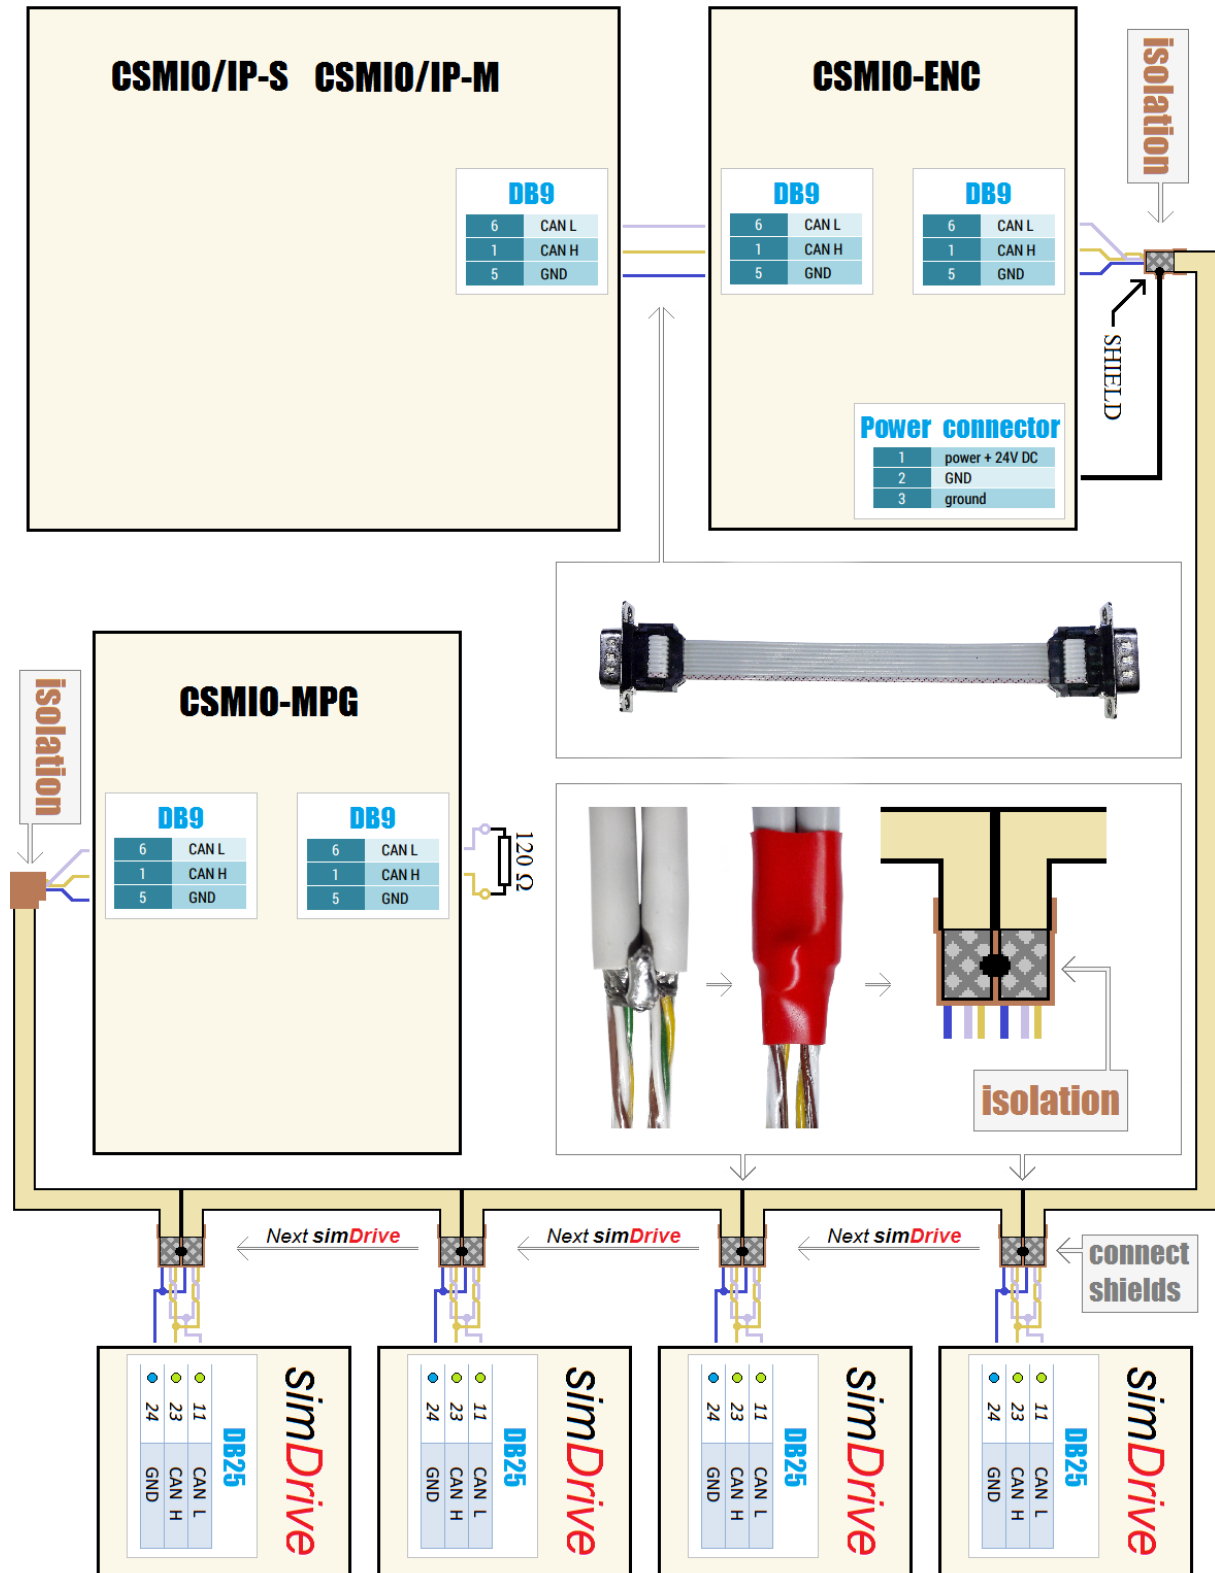 CSMIO/IP-S CSMIO/IP-M
CSMIO-ENC
isolation
DB9
6 CAN L
1 CAN H
5 GND
DB9
6 CAN L
1 CAN H
5 GND
DB9
6 CAN L
1 CAN H
5 GND
SHIELD
Power connector
1 power + 24V DC
2 GND
3 ground
isolation
CSMIO-MPG
DB9
6 CAN L
1 CAN H
5 GND
DB9
6 CAN L
1 CAN H
5 GND
120 Ω
isolation
Next simDrive
Next simDrive
Next simDrive
connect
shields
simDrive
DB25
11 CAN L
23 CAN H
24 GND
simDrive
DB25
11 CAN L
23 CAN H
24 GND
simDrive
DB25
11 CAN L
23 CAN H
24 GND
simDrive
DB25
11 CAN L
23 CAN H
24 GND